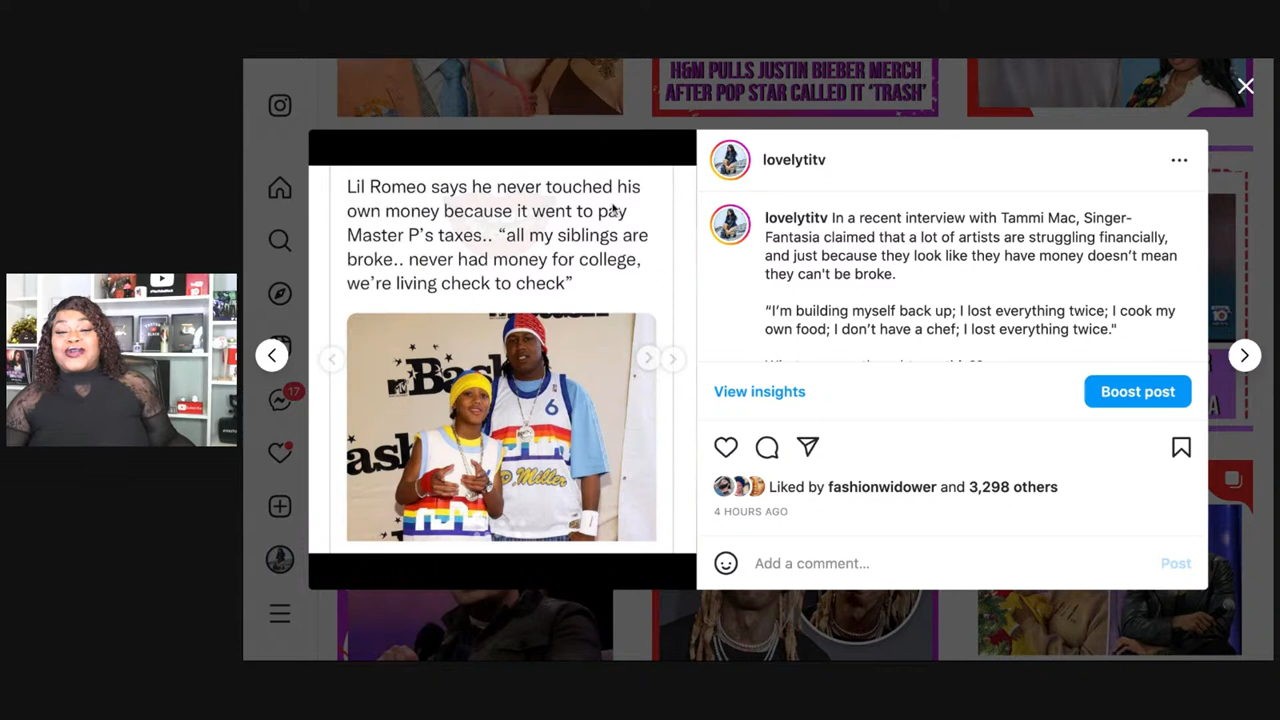 H&M PULLS JUSTIN BIEBER MERCH
AFTER POP STAR CALLED IT ‘TRASH’
lovelytitv
Lil Romeo says he never touched his
own money because it went to pay
Master P’s taxes.. “all my siblings are
broke.. never had money for college,
we’re living check to check”
Bash
ash
6
P. Miller
lovelytitv In a recent interview with Tammi Mac, Singer-
Fantasia claimed that a lot of artists are struggling financially,
and just because they look like they have money doesn’t mean
they can't be broke.
“I’m building myself back up; I lost everything twice; I cook my
own food; I don’t have a chef; I lost everything twice."
17
View insights
Boost post
Liked by fashionwidower and 3,298 others
4 HOURS AGO
Add a comment...
Post